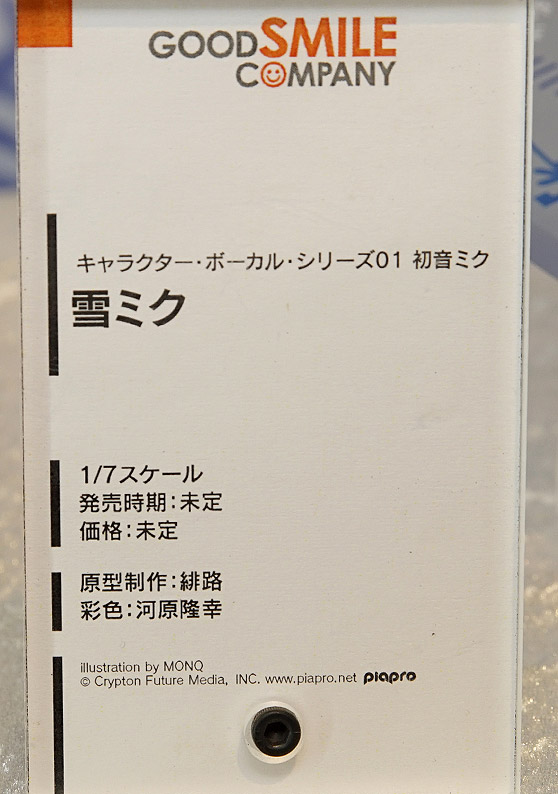 GOODSMILE
COMPANY
キャラクター・ボーカル・シリーズ01 初音ミク
雪ミク
1/7スケール
発売時期：未定
価格：未定
原型制作：緋路
彩色：河原隆幸
illustration by MONQ
© Crypton Future Media, INC. www.piapro.net piapro